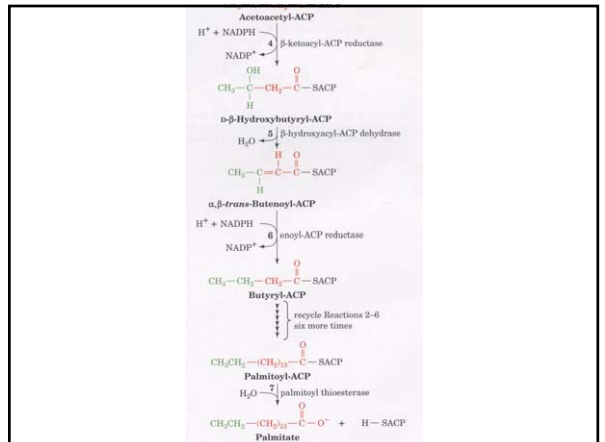 Acetoacetyl-ACP
H⁺ + NADPH
4 β-ketoacyl-ACP reductase
NADP⁺
OH O
CH₃—C—CH₂—C—SACP
H
D-β-Hydroxybutyryl-ACP
5 β-hydroxyacyl-ACP dehydrase
H₂O
H O
CH₃—C=C—C—SACP
H
α,β-trans-Butenoyl-ACP
H⁺ + NADPH
6 enoyl-ACP reductase
NADP⁺
O
CH₃—CH₂—CH₂—C—SACP
Butyryl-ACP
recycle Reactions 2–6
six more times
O
CH₃CH₂—(CH₂)₁₃—C—SACP
Palmitoyl-ACP
7
H₂O palmitoyl thioesterase
O
CH₃CH₂—(CH₂)₁₃—C—O⁻ + H—SACP
Palmitate